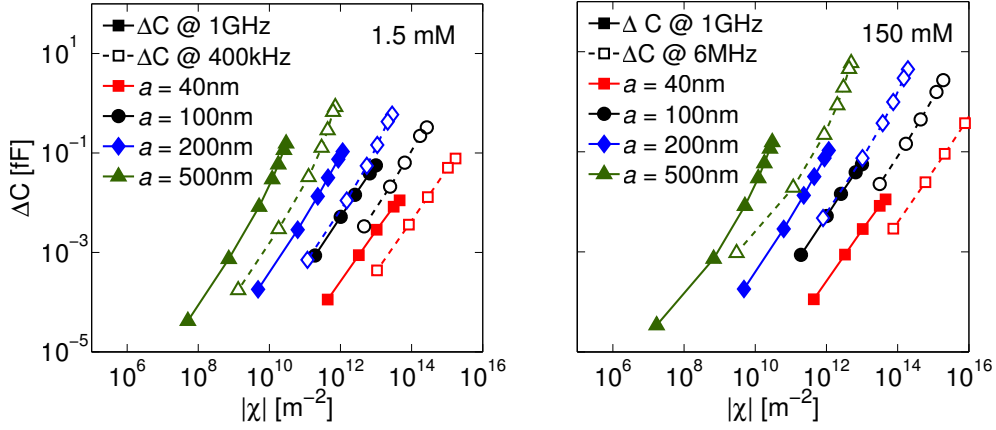 10^1
10^-1
10^-3
10^-5
ΔC [fF]
ΔC @ 1GHz
ΔC @ 400kHz
a = 40nm
a = 100nm
a = 200nm
a = 500nm
1.5 mM
10^6 10^8 10^10 10^12 10^14 10^16
|χ| [m^-2]
Δ C @ 1GHz
ΔC @ 6MHz
a = 40nm
a = 100nm
a = 200nm
a = 500nm
150 mM
10^6 10^8 10^10 10^12 10^14 10^16
|χ| [m^-2]